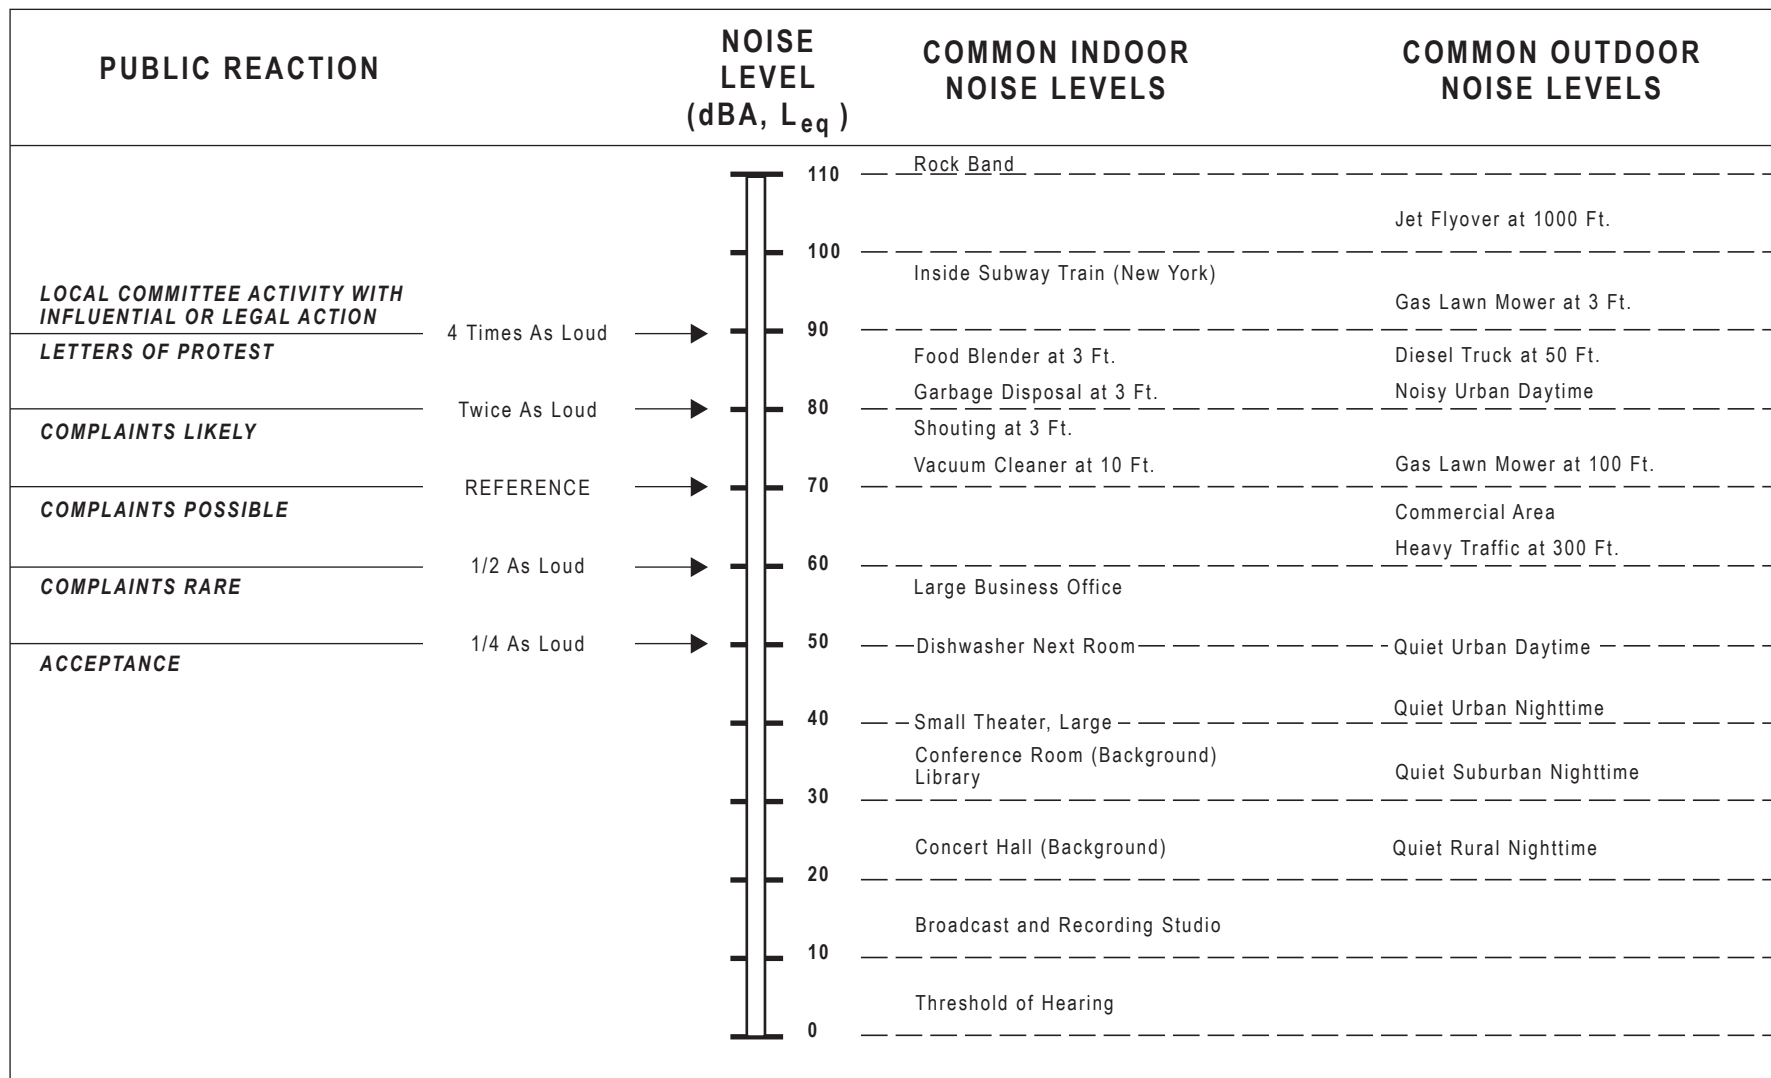 PUBLIC REACTION
NOISE
LEVEL
(dBA, Leq )
COMMON INDOOR
NOISE LEVELS
COMMON OUTDOOR
NOISE LEVELS
110
Rock Band
Jet Flyover at 1000 Ft.
100
Inside Subway Train (New York)
LOCAL COMMITTEE ACTIVITY WITH
INFLUENTIAL OR LEGAL ACTION
Gas Lawn Mower at 3 Ft.
4 Times As Loud
90
LETTERS OF PROTEST
Food Blender at 3 Ft.
Diesel Truck at 50 Ft.
Garbage Disposal at 3 Ft.
Noisy Urban Daytime
Twice As Loud
80
COMPLAINTS LIKELY
Shouting at 3 Ft.
Vacuum Cleaner at 10 Ft.
Gas Lawn Mower at 100 Ft.
REFERENCE
70
COMPLAINTS POSSIBLE
Commercial Area
Heavy Traffic at 300 Ft.
1/2 As Loud
60
COMPLAINTS RARE
Large Business Office
1/4 As Loud
50
Dishwasher Next Room
Quiet Urban Daytime
ACCEPTANCE
Quiet Urban Nighttime
40
Small Theater, Large
Conference Room (Background)
Library
Quiet Suburban Nighttime
30
Concert Hall (Background)
Quiet Rural Nighttime
20
Broadcast and Recording Studio
10
Threshold of Hearing
0